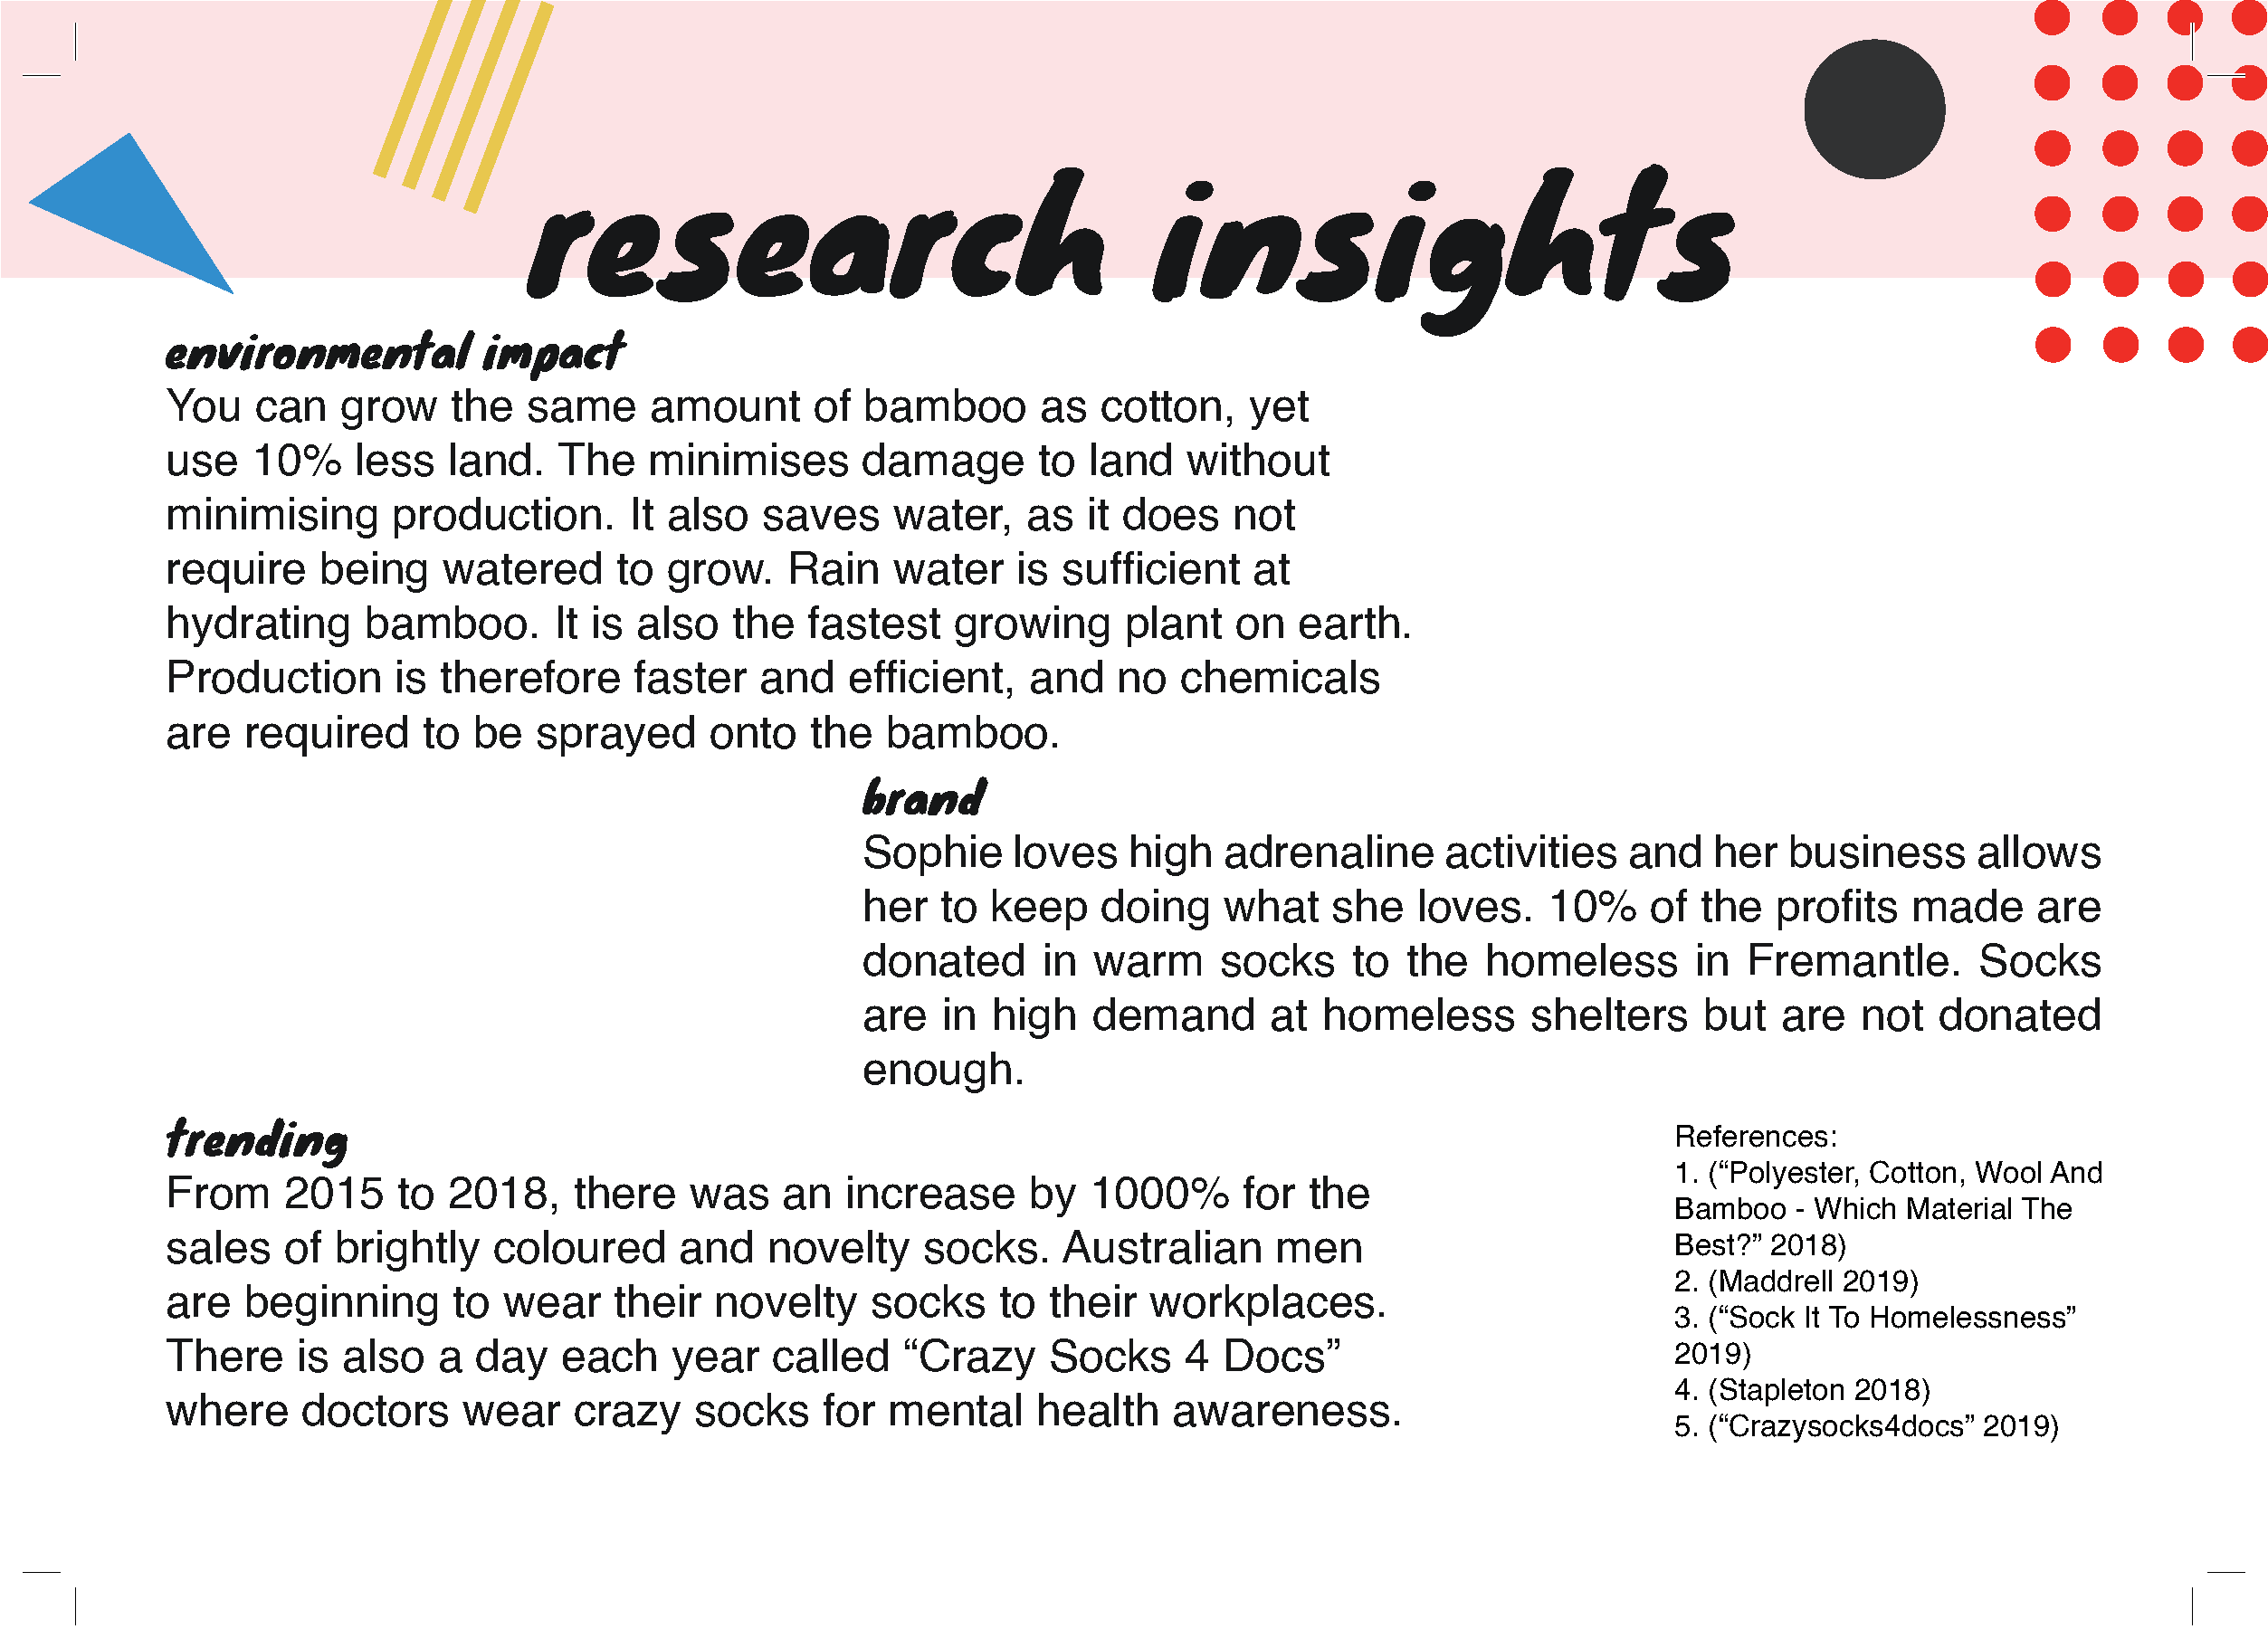 research insights
environmental impact
You can grow the same amount of bamboo as cotton, yet
use 10% less land. The minimises damage to land without
minimising production. It also saves water, as it does not
require being watered to grow. Rain water is sufficient at
hydrating bamboo. It is also the fastest growing plant on earth.
Production is therefore faster and efficient, and no chemicals
are required to be sprayed onto the bamboo.
brand
Sophie loves high adrenaline activities and her business allows
her to keep doing what she loves. 10% of the profits made are
donated in warm socks to the homeless in Fremantle. Socks
are in high demand at homeless shelters but are not donated
enough.
trending
From 2015 to 2018, there was an increase by 1000% for the
sales of brightly coloured and novelty socks. Australian men
are beginning to wear their novelty socks to their workplaces.
There is also a day each year called “Crazy Socks 4 Docs”
where doctors wear crazy socks for mental health awareness.
References:
1. (“Polyester, Cotton, Wool And
Bamboo - Which Material The
Best?” 2018)
2. (Maddrell 2019)
3. (“Sock It To Homelessness”
2019)
4. (Stapleton 2018)
5. (“Crazysocks4docs” 2019)